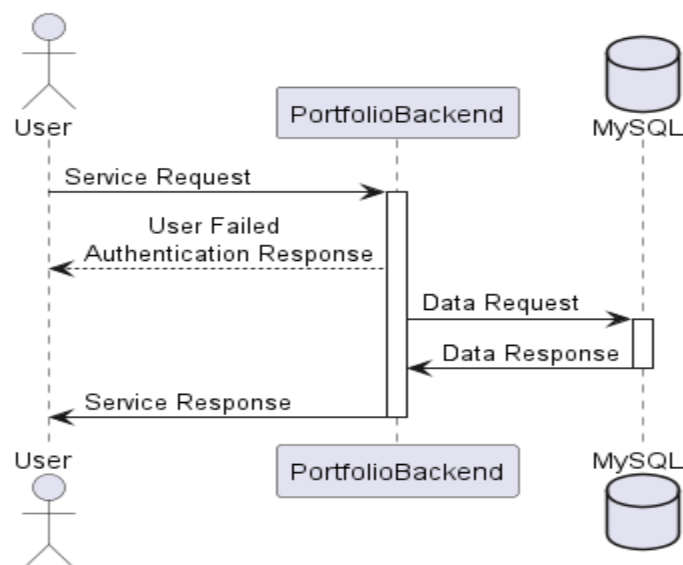 User
PortfolioBackend
MySQL
Service Request
User Failed
Authentication Response
Data Request
Data Response
Service Response
User
PortfolioBackend
MySQL